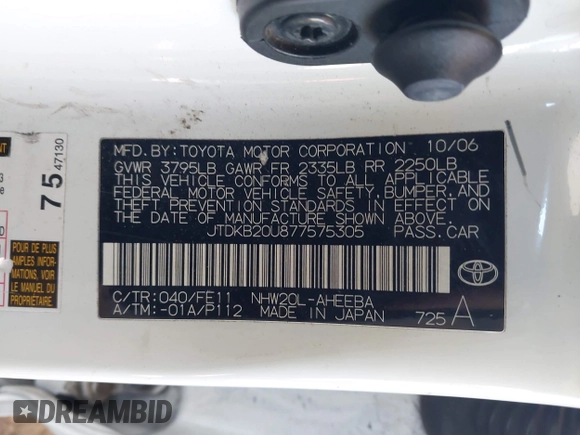 MFD.BY: TOYOTA MOTOR CORPORATION 10/06
GVWR 3795LB GAWR FR 2335LB RR 2250LB
THIS VEHICLE CONFORMS TO ALL APPLICABLE
FEDERAL MOTOR VEHICLE SAFETY, BUMPER, AND
THEFT PREVENTION STANDARDS IN EFFECT ON
THE DATE OF MANUFACTURE SHOWN ABOVE.
JTDKB20U877575305 PASS.CAR
C/TR: 040/FE11 NHW20L-AHEEBA
A/TM: -01A/P112 MADE IN JAPAN 725 A
TOYOTA
75 47130
POUR PLUS
AMPLES
INFOR-
MATIONS,
VOIR LE
MANUEL DU
PROPRIÉTAIRE
DREAMBID